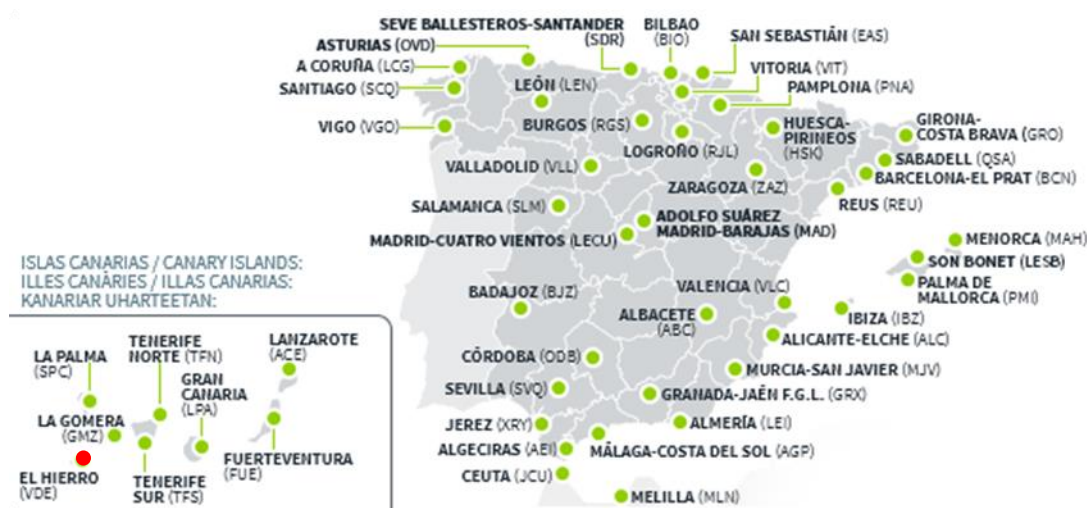 SEVE BALLESTEROS-SANTANDER
(SDR)
BILBAO
(BIO)
SAN SEBASTIÁN (EAS)
ASTURIAS (OVD)
A CORUÑA (LCG)
VITORIA (VIT)
SANTIAGO (SCQ)
LEÓN (LEN)
PAMPLONA (PNA)
VIGO (VGO)
BURGOS (RGS)
HUESCA-
PIRINEOS
(HSK)
GIRONA-
COSTA BRAVA (GRO)
LOGROÑO (RJL)
VALLADOLID (VLL)
SABADELL (QSA)
ZARAGOZA (ZAZ)
BARCELONA-EL PRAT (BCN)
SALAMANCA (SLM)
REUS (REU)
ADOLFO SUÁREZ
MADRID-BARAJAS (MAD)
MADRID-CUATRO VIENTOS (LECU)
MENORCA (MAH)
SON BONET (LESB)
PALMA DE
MALLORCA (PMI)
BADAJOZ (BJZ)
VALENCIA (VLC)
ALBACETE
(ABC)
IBIZA (IBZ)
ALICANTE-ELCHE (ALC)
CÓRDOBA (ODB)
MURCIA-SAN JAVIER (MJV)
SEVILLA (SVQ)
GRANADA-JAÉN F.G.L. (GRX)
JEREZ (XRY)
ALMERÍA (LEI)
ALGECIRAS (AEI)
MÁLAGA-COSTA DEL SOL (AGP)
CEUTA (JCU)
MELILLA (MLN)
ISLAS CANARIAS / CANARY ISLANDS:
ILLES CANÀRIES / ILLAS CANARIAS:
KANARIAR UHARTEETAN:
LA PALMA
(SPC)
TENERIFE
NORTE (TFN)
LANZAROTE
(ACE)
GRAN
CANARIA
(LPA)
LA GOMERA
(GMZ)
EL HIERRO
(VDE)
TENERIFE
SUR (TFS)
FUERTEVENTURA
(FUE)